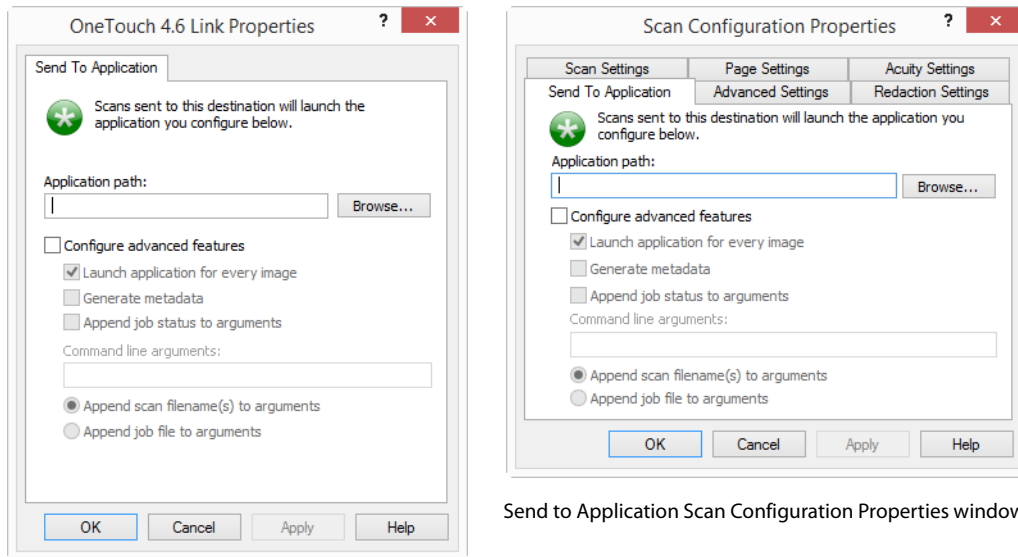 OneTouch 4.6 Link Properties
?
×
Send To Application
Scans sent to this destination will launch the
application you configure below.
Application path:
Browse...
Configure advanced features
Launch application for every image
Generate metadata
Append job status to arguments
Command line arguments:
Append scan filename(s) to arguments
Append job file to arguments
OK
Cancel
Apply
Help
Scan Configuration Properties
?
×
Scan Settings
Page Settings
Acuity Settings
Send To Application
Advanced Settings
Redaction Settings
Scans sent to this destination will launch the application you
configure below.
Application path:
Browse...
Configure advanced features
Launch application for every image
Generate metadata
Append job status to arguments
Command line arguments:
Append scan filename(s) to arguments
Append job file to arguments
OK
Cancel
Apply
Help
Send to Application Scan Configuration Properties window